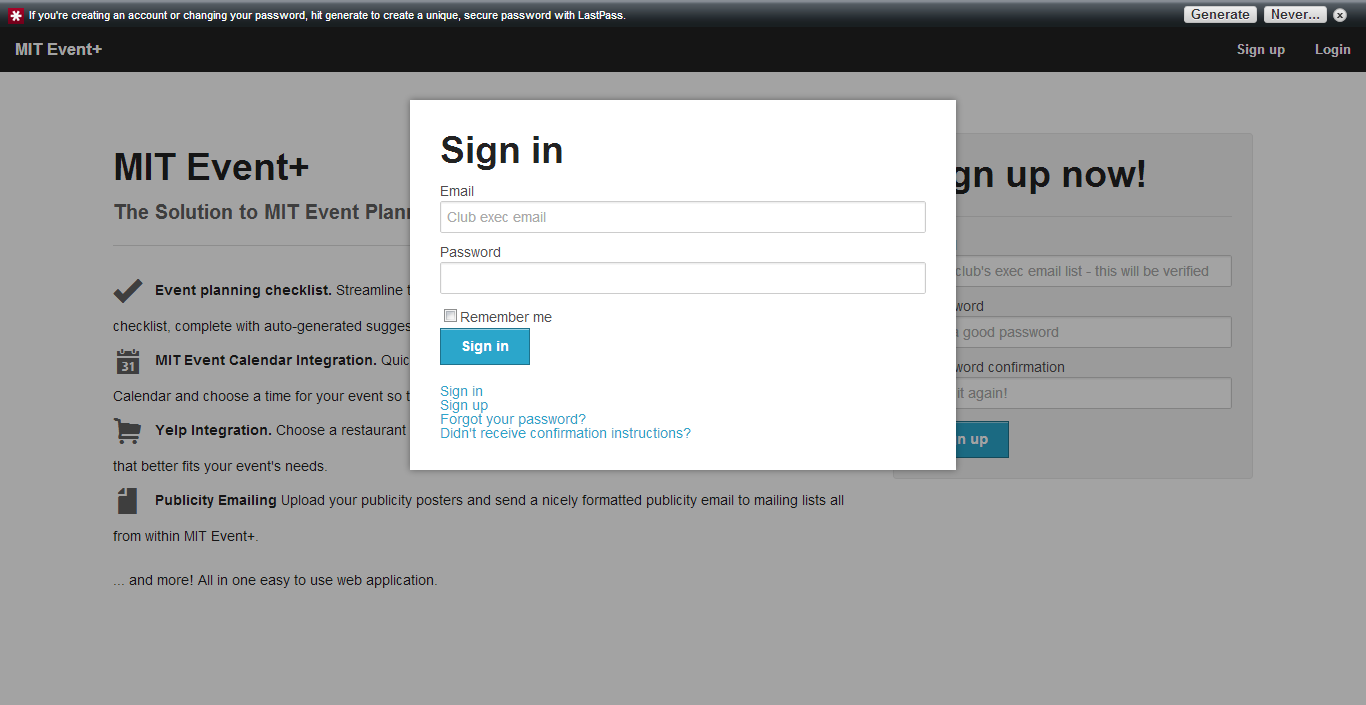 If you're creating an account or changing your password, hit generate to create a unique, secure password with LastPass.
Generate
Never...
MIT Event+
Sign up
Login
MIT Event+
The Solution to MIT Event
Event planning checklist. Streamline
checklist, complete with auto-generated
31
MIT Event Calendar Integration.
Calendar and choose a time for your event so
Yelp Integration. Choose a restaurant
that better fits your event's needs.
Publicity Emailing Upload your publicity posters and send a nicely formatted publicity email to mailing lists all
from within MIT Event+.
... and more! All in one easy to use web application.
Sign in
Email
Club exec email
Password
Remember me
Sign in
Sign in
Sign up
Forgot your password?
Didn't receive confirmation instructions?
up now!
club's exec email list - this will be verified
good password
confirmation
it again!
up